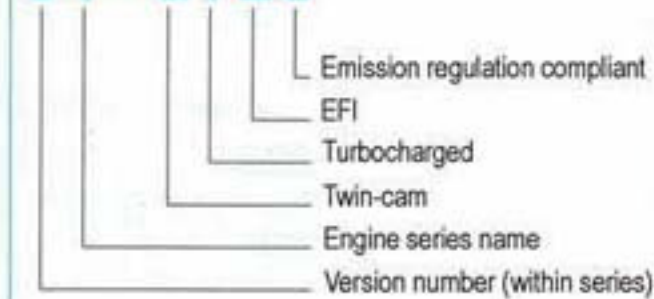 Emission regulation compliant
EFI
Turbocharged
Twin-cam
Engine series name
Version number (within series)